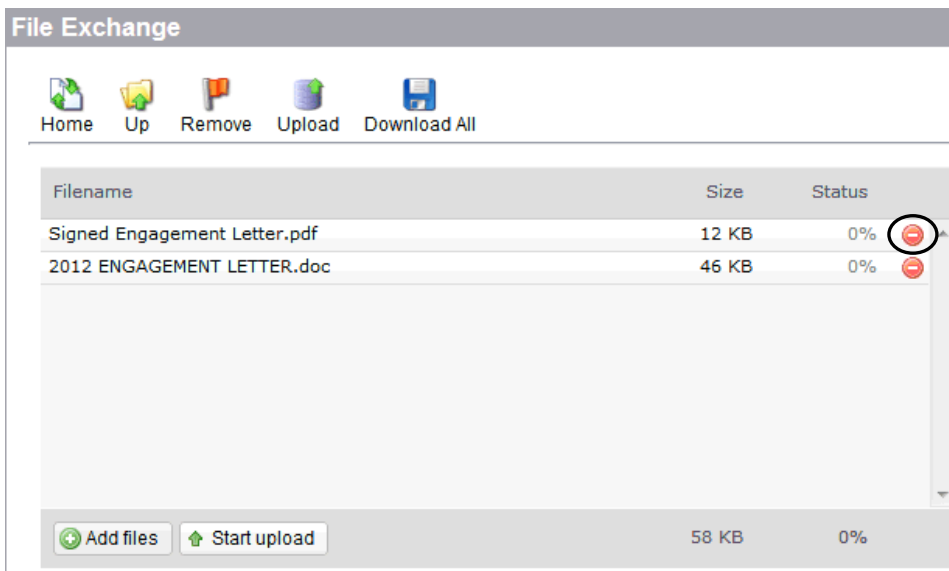 File Exchange
Home Up Remove Upload Download All
Filename Size Status
Signed Engagement Letter.pdf 12 KB 0%
2012 ENGAGEMENT LETTER.doc 46 KB 0%
Add files Start upload 58 KB 0%